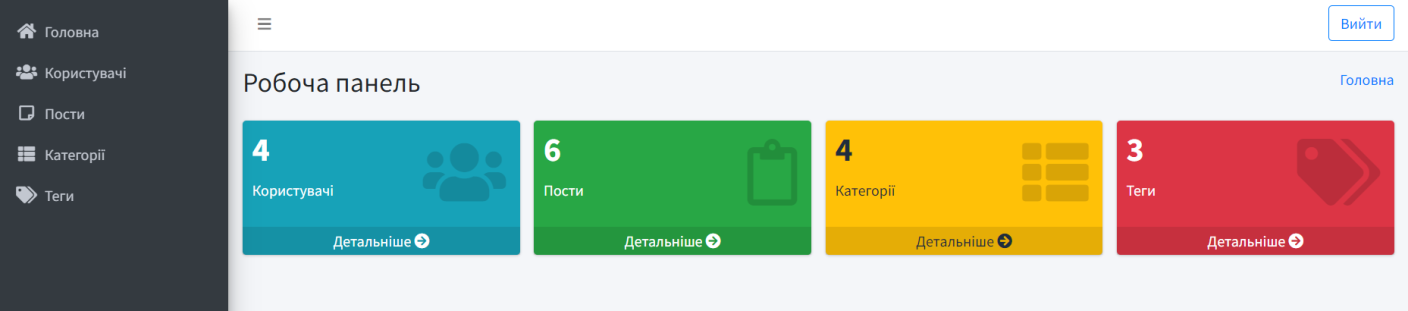 Головна
Користувачі
Пости
Категорії
Теги
Вийти
Робоча панель
Головна
4
Користувачі
Детальніше
6
Пости
Детальніше
4
Категорії
Детальніше
3
Теги
Детальніше